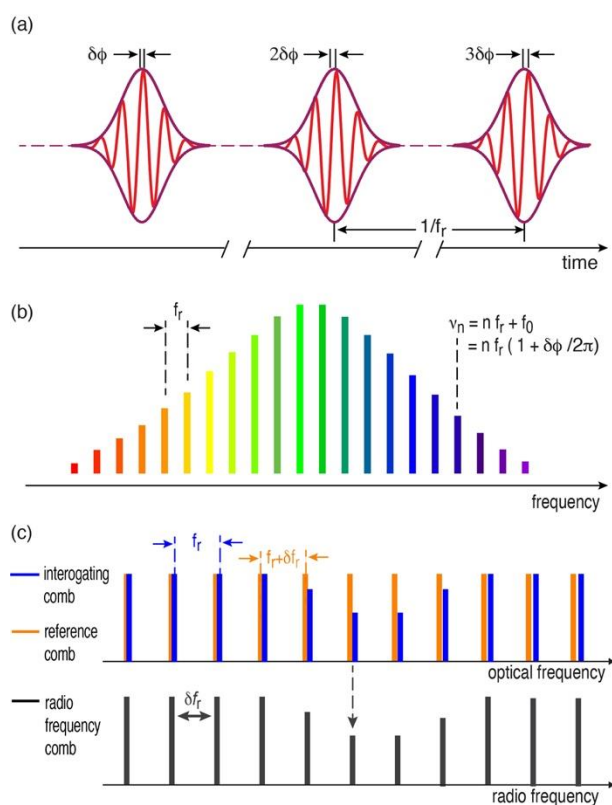 (a)
δϕ
2δϕ
3δϕ
1/fr
time
(b)
fr
νn = n fr + f0
= n fr ( 1 + δϕ /2π)
frequency
(c)
fr
fr+δfr
interogating
comb
reference
comb
optical frequency
radio
frequency
comb
δfr
radio frequency